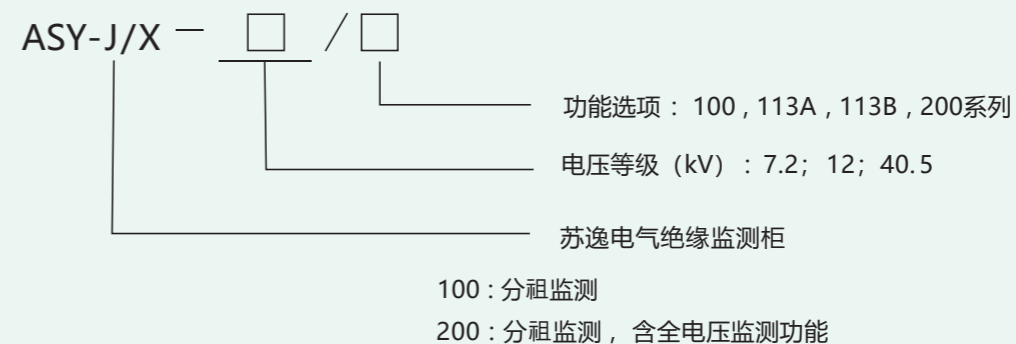 ASY-J/X — □ / □
功能选项：100，113A，113B，200系列
电压等级（kV）：7.2；12；40.5
苏逸电气绝缘监测柜
100：分祖监测
200：分祖监测，含全电压监测功能